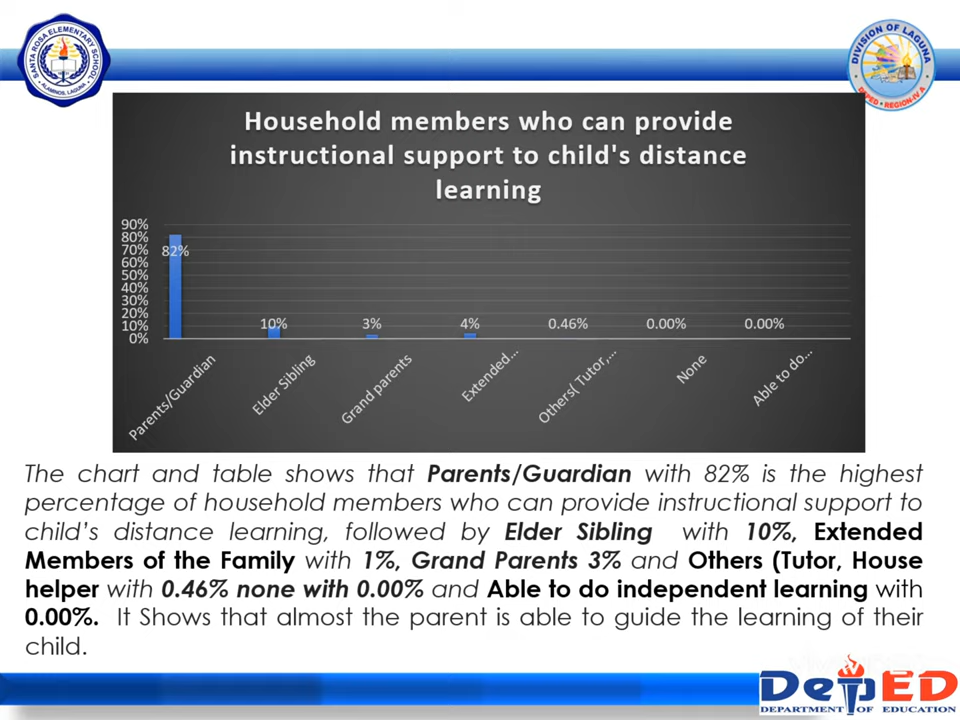 SANTA ROSA ELEMENTARY SCHOOL
ALAMINOS, LAGUNA
DIVISION OF LAGUNA
DEPED - REGION IV-A
Household members who can provide
instructional support to child's distance
learning
90%
80%
70%
60%
50%
40%
30%
20%
10%
0%
82%
10%
3%
4%
0.46%
0.00%
0.00%
Parents/Guardian
Elder Sibling
Grand parents
Extended...
Others( Tutor,...
None
Able to do...
The chart and table shows that Parents/Guardian with 82% is the highest
percentage of household members who can provide instructional support to
child’s distance learning, followed by Elder Sibling with 10%, Extended
Members of the Family with 1%, Grand Parents 3% and Others (Tutor, House
helper with 0.46% none with 0.00% and Able to do independent learning with
0.00%. It Shows that almost the parent is able to guide the learning of their
child.
DepED
DEPARTMENT OF EDUCATION